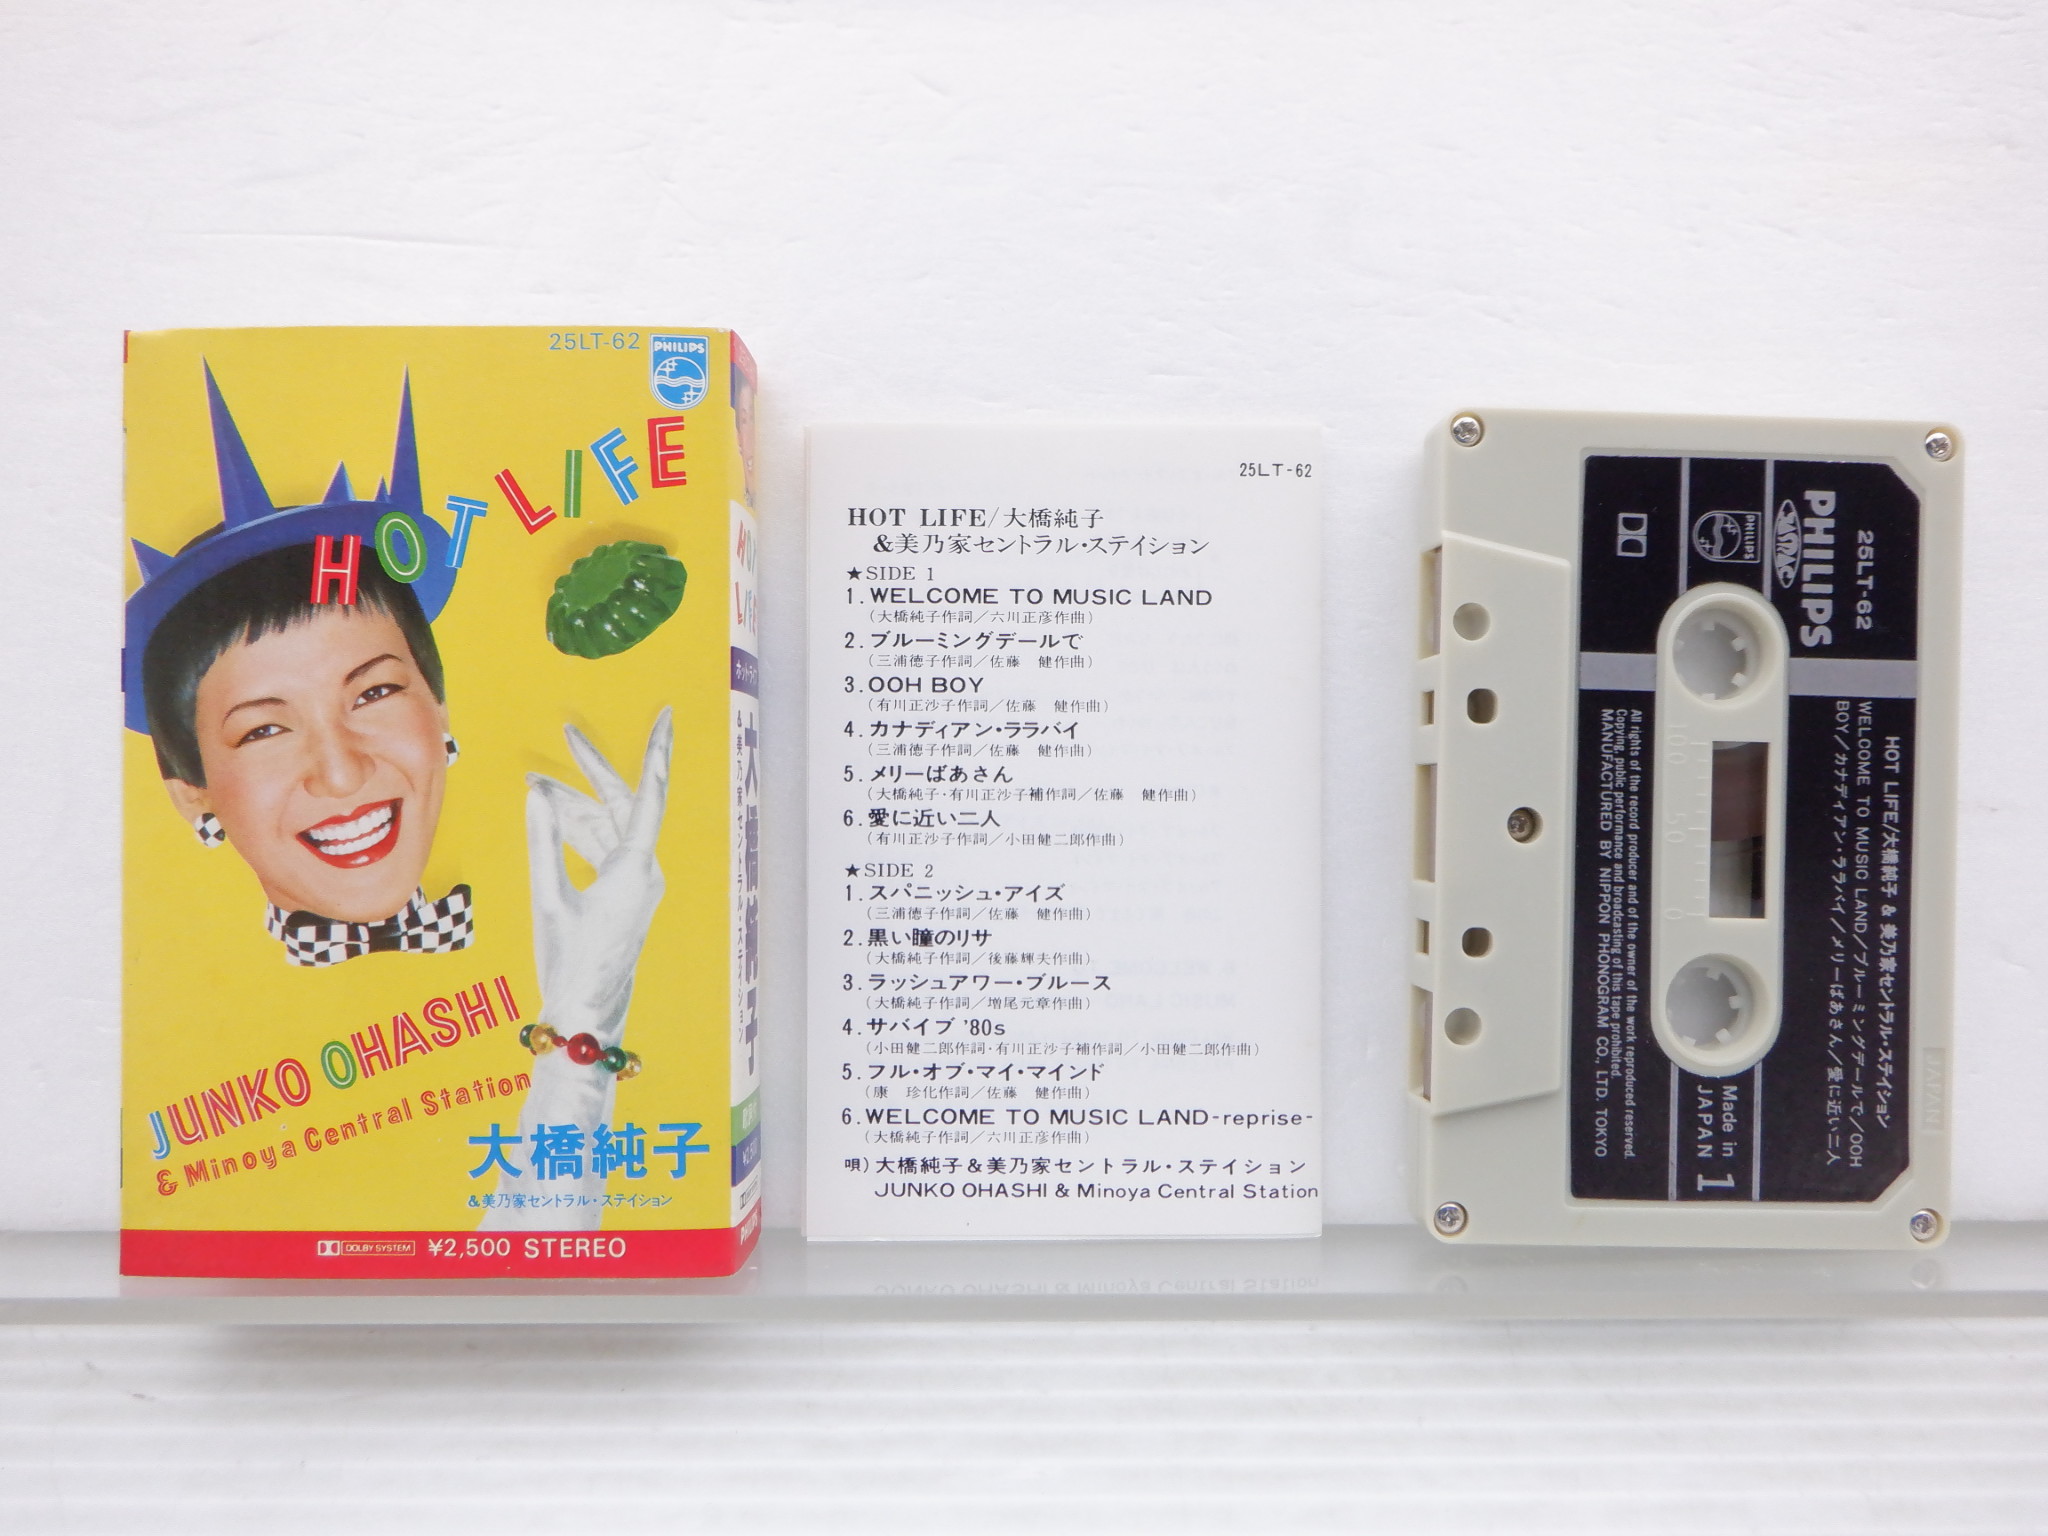 25LT-62
PHILIPS
HOT LIFE
JUNKO OHASHI
& Minoya Central Station
大橋純子
&美乃家セントラル・ステイション
DOLBY SYSTEM ¥2,500 STEREO
HOT
LIFE
大橋純子
&美乃家セントラル・ステイション
PHILIPS
25LT-62
HOT LIFE/大橋純子
&美乃家セントラル・ステイション
★SIDE 1
1. WELCOME TO MUSIC LAND
(大橋純子作詞/六川正彦作曲)
2. ブルーミングデールで
(三浦徳子作詞/佐藤 健作曲)
3. OOH BOY
(有川正沙子作詞/佐藤 健作曲)
4. カナディアン・ララバイ
(三浦徳子作詞/佐藤 健作曲)
5. メリーばあさん
(大橋純子・有川正沙子補作詞/佐藤 健作曲)
6. 愛に近い二人
(有川正沙子作詞/小田健二郎作曲)
★SIDE 2
1. スパニッシュ・アイズ
(三浦徳子作詞/佐藤 健作曲)
2. 黒い瞳のリサ
(大橋純子作詞/後藤輝夫作曲)
3. ラッシュアワー・ブルース
(大橋純子作詞/増尾元章作曲)
4. サバイブ '80s
(小田健二郎作詞・有川正沙子補作詞/小田健二郎作曲)
5. フル・オブ・マイ・マインド
(康 珍化作詞/佐藤 健作曲)
6. WELCOME TO MUSIC LAND-reprise-
(大橋純子作詞/六川正彦作曲)
唄) 大橋純子&美乃家セントラル・ステイション
JUNKO OHASHI & Minoya Central Station
25LT-62
PHILIPS
PHILIPS
HOT LIFE/大橋純子 & 美乃家セントラル・ステイション
WELCOME TO MUSIC LAND/ブルーミングデールで/OOH
BOY/カナディアン・ララバイ/メリーばあさん/愛に近い二人
100 50 0
Made in
JAPAN 1
All rights of the record producer and of the owner of the work reproduced reserved.
Copying, public performance and broadcasting of this tape prohibited.
MANUFACTURED BY NIPPON PHONOGRAM CO., LTD. TOKYO
JAPAN